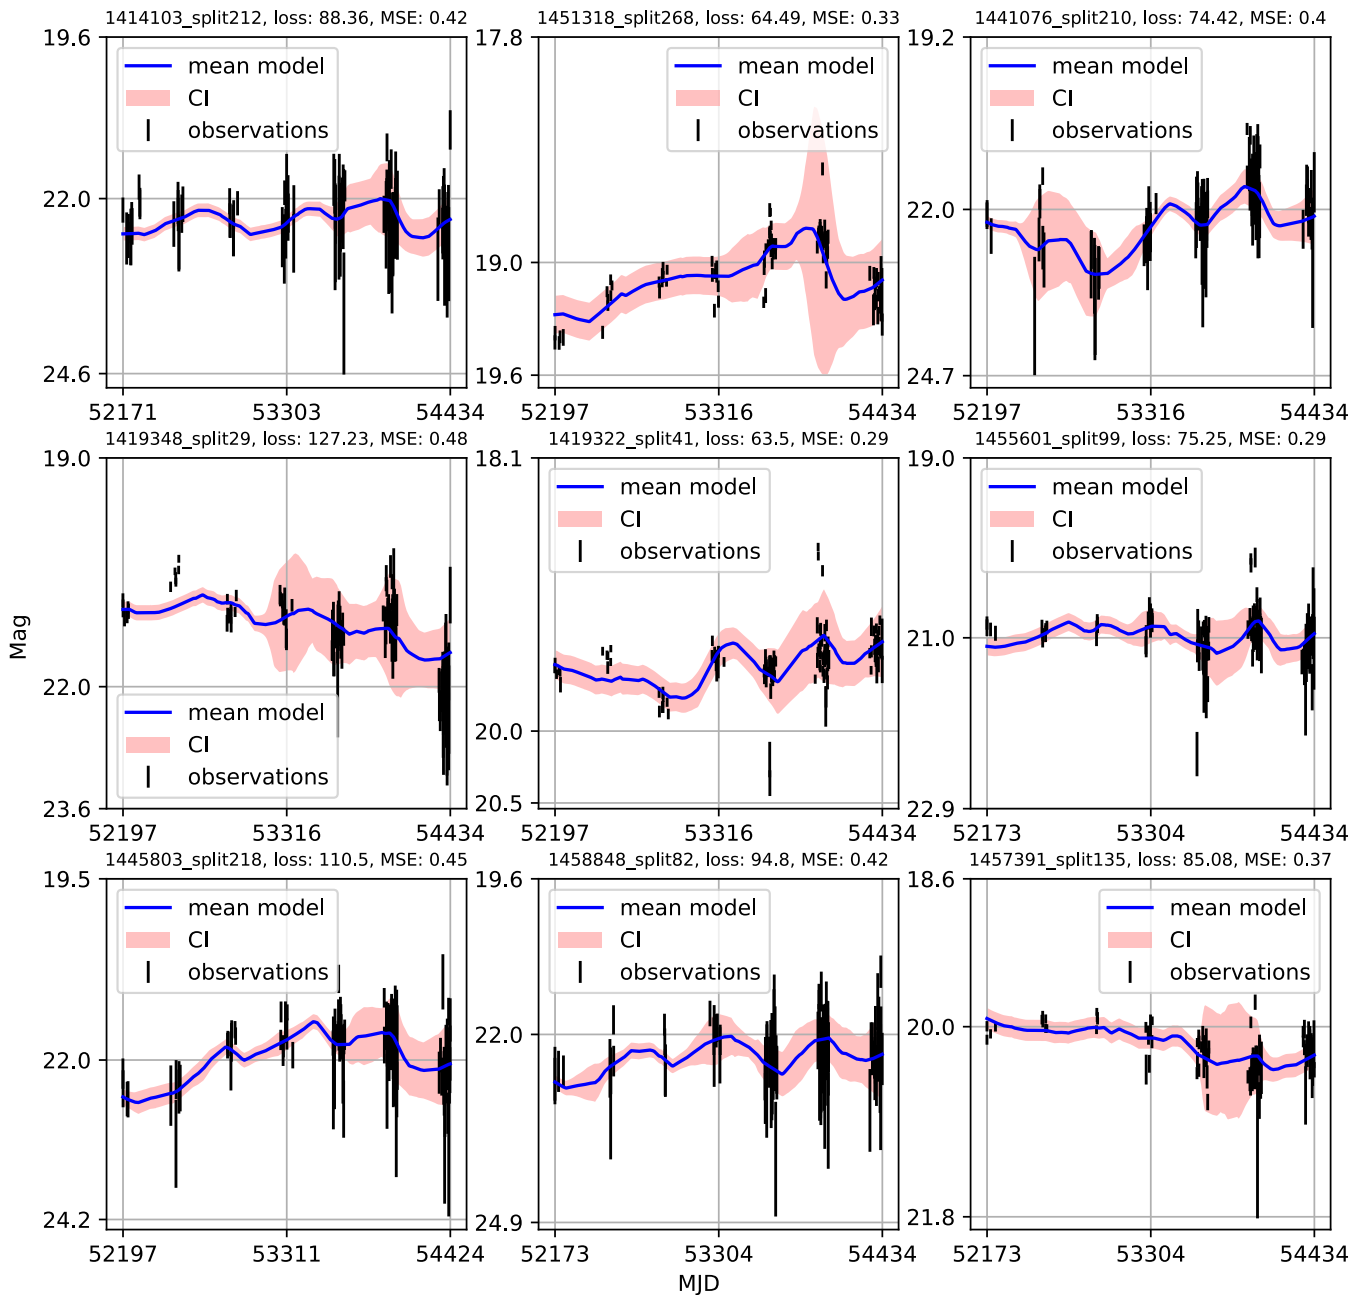 1414103_split212, loss: 88.36, MSE: 0.42
19.6
22.0
24.6
mean model
CI
observations
52171
53303
54434
1451318_split268, loss: 64.49, MSE: 0.33
17.8
19.0
19.6
mean model
CI
observations
52197
53316
54434
1441076_split210, loss: 74.42, MSE: 0.4
19.2
22.0
24.7
mean model
CI
observations
52197
53316
54434
1419348_split29, loss: 127.23, MSE: 0.48
19.0
22.0
23.6
mean model
CI
observations
52197
53316
54434
1419322_split41, loss: 63.5, MSE: 0.29
18.1
20.0
20.5
mean model
CI
observations
52197
53316
54434
1455601_split99, loss: 75.25, MSE: 0.29
19.0
21.0
22.9
mean model
CI
observations
52173
53304
54434
1445803_split218, loss: 110.5, MSE: 0.45
19.5
22.0
24.2
mean model
CI
observations
52197
53311
54424
1458848_split82, loss: 94.8, MSE: 0.42
19.6
22.0
24.9
mean model
CI
observations
52173
53304
54434
1457391_split135, loss: 85.08, MSE: 0.37
18.6
20.0
21.8
mean model
CI
observations
52173
53304
54434
Mag
MJD